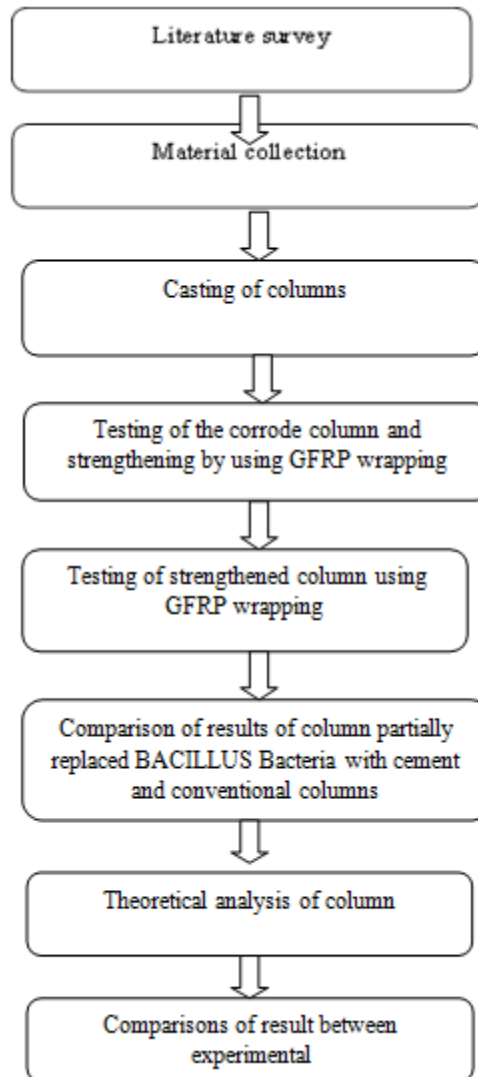 Literature survey
Material collection
Casting of columns
Testing of the corrode column and
strengthening by using GFRP wrapping
Testing of strengthened column using
GFRP wrapping
Comparison of results of column partially
replaced BACILLUS Bacteria with cement
and conventional columns
Theoretical analysis of column
Comparisons of result between
experimental